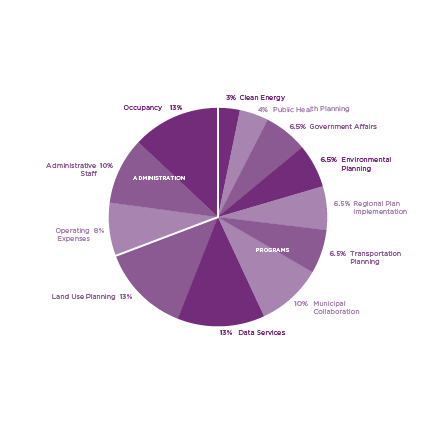 3% Clean Energy
4% Public Health Planning
6.5% Government Affairs
6.5% Environmental
Planning
6.5% Regional Plan
Implementation
6.5% Transportation
Planning
10% Municipal
Collaboration
13% Data Services
Land Use Planning 13%
Operating 8%
Expenses
Administrative 10%
Staff
Occupancy 13%
ADMINISTRATION
PROGRAMS